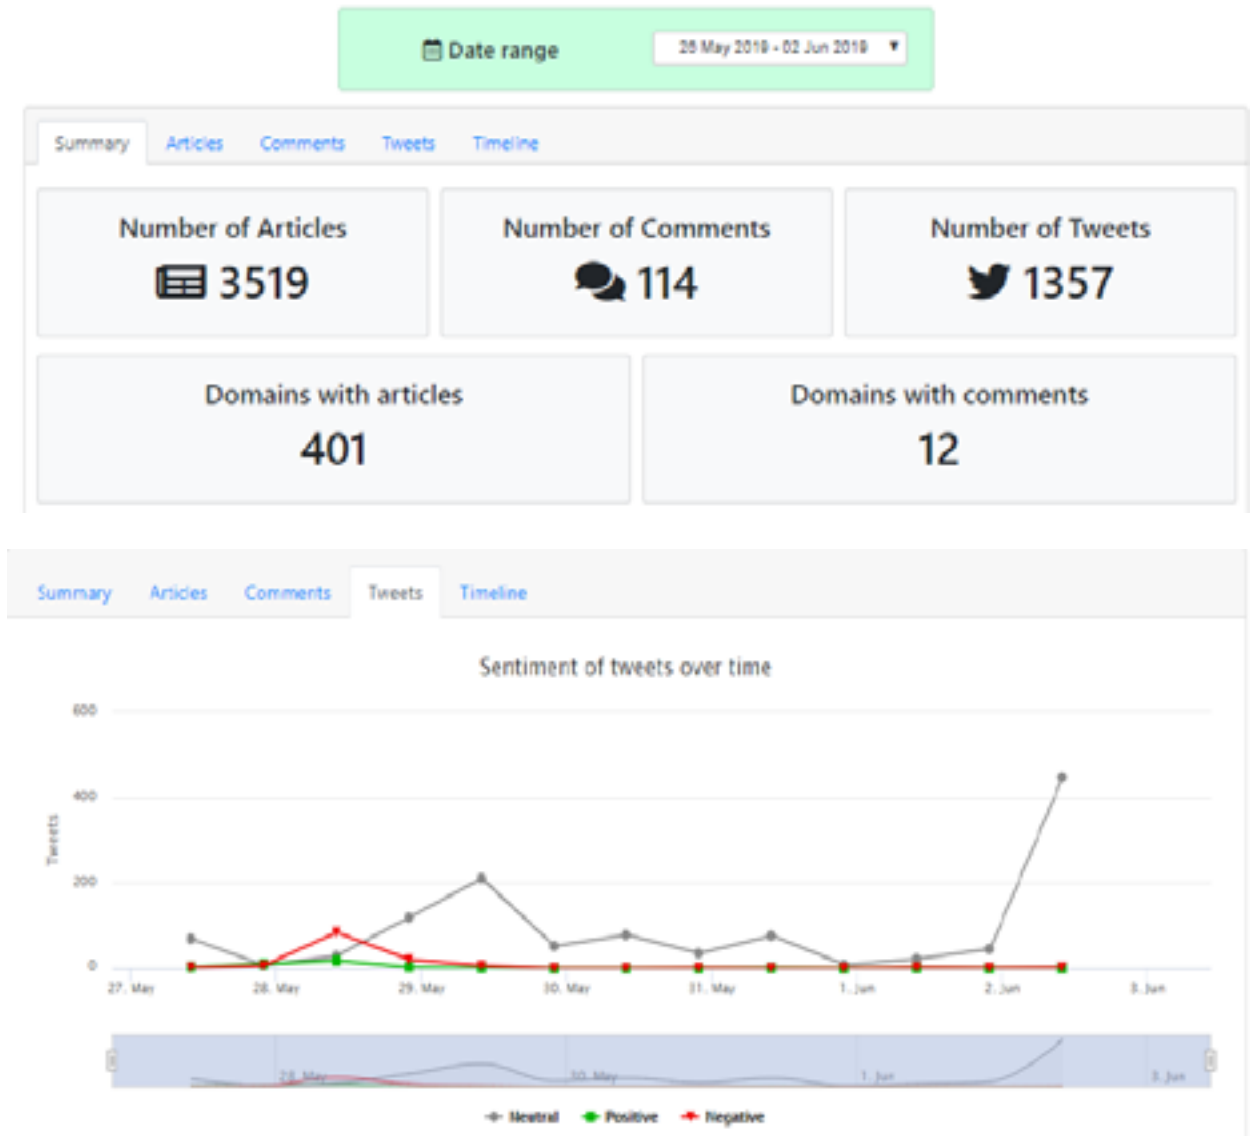 Date range 26 May 2019 - 02 Jun 2019
Summary Articles Comments Tweets Timeline
Number of Articles Number of Comments Number of Tweets
3519 114 1357
Domains with articles Domains with comments
401 12
Summary Articles Comments Tweets Timeline
Sentiment of tweets over time
600
400
Tweets
200
0
27. May 28. May 29. May 30. May 31. May 1. Jun 2. Jun 3. Jun
28. May 30. May 1. Jun 3. Jun
Neutral Positive Negative